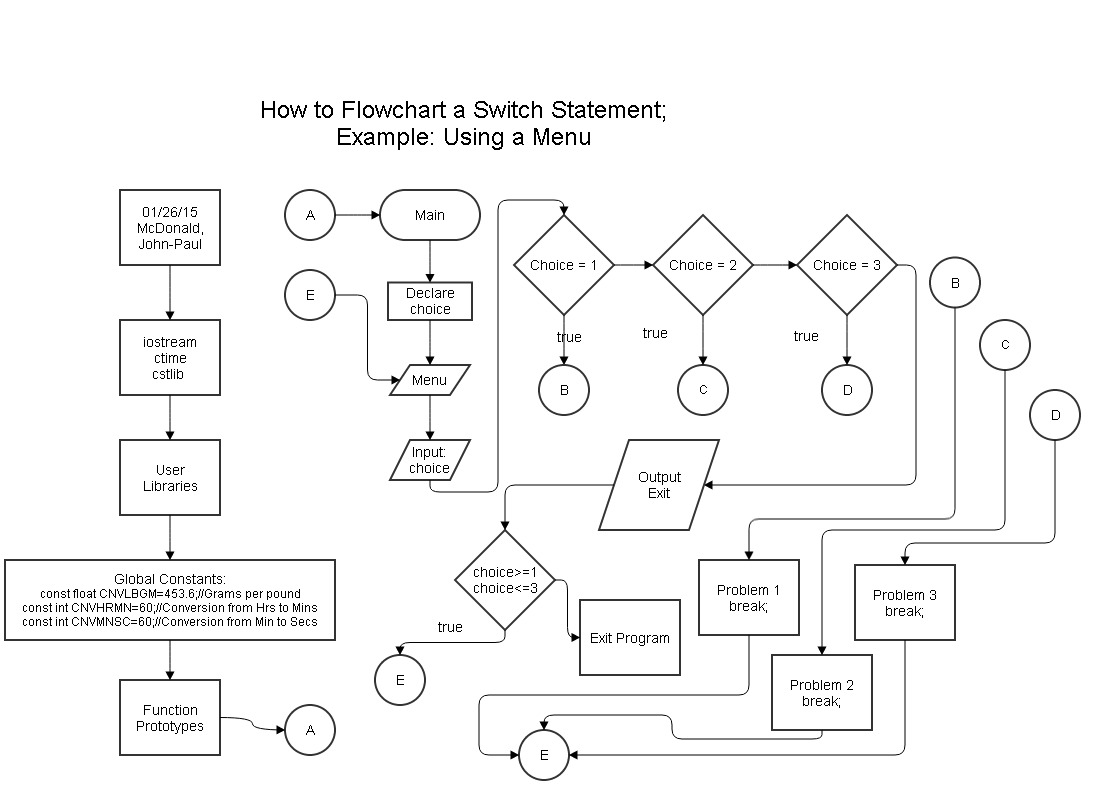 How to Flowchart a Switch Statement;
Example: Using a Menu
01/26/15
McDonald,
John-Paul
iostream
ctime
cstlib
User
Libraries
Global Constants:
const float CNVLBGM=453.6;//Grams per pound
const int CNVHRMN=60;//Conversion from Hrs to Mins
const int CNVMNSC=60;//Conversion from Min to Secs
Function
Prototypes
A
A
Main
E
Declare
choice
Menu
Input:
choice
Choice = 1
Choice = 2
Choice = 3
true
true
true
B
C
D
B
C
D
Output
Exit
choice>=1
choice<=3
true
E
Exit Program
Problem 1
break;
Problem 2
break;
Problem 3
break;
E